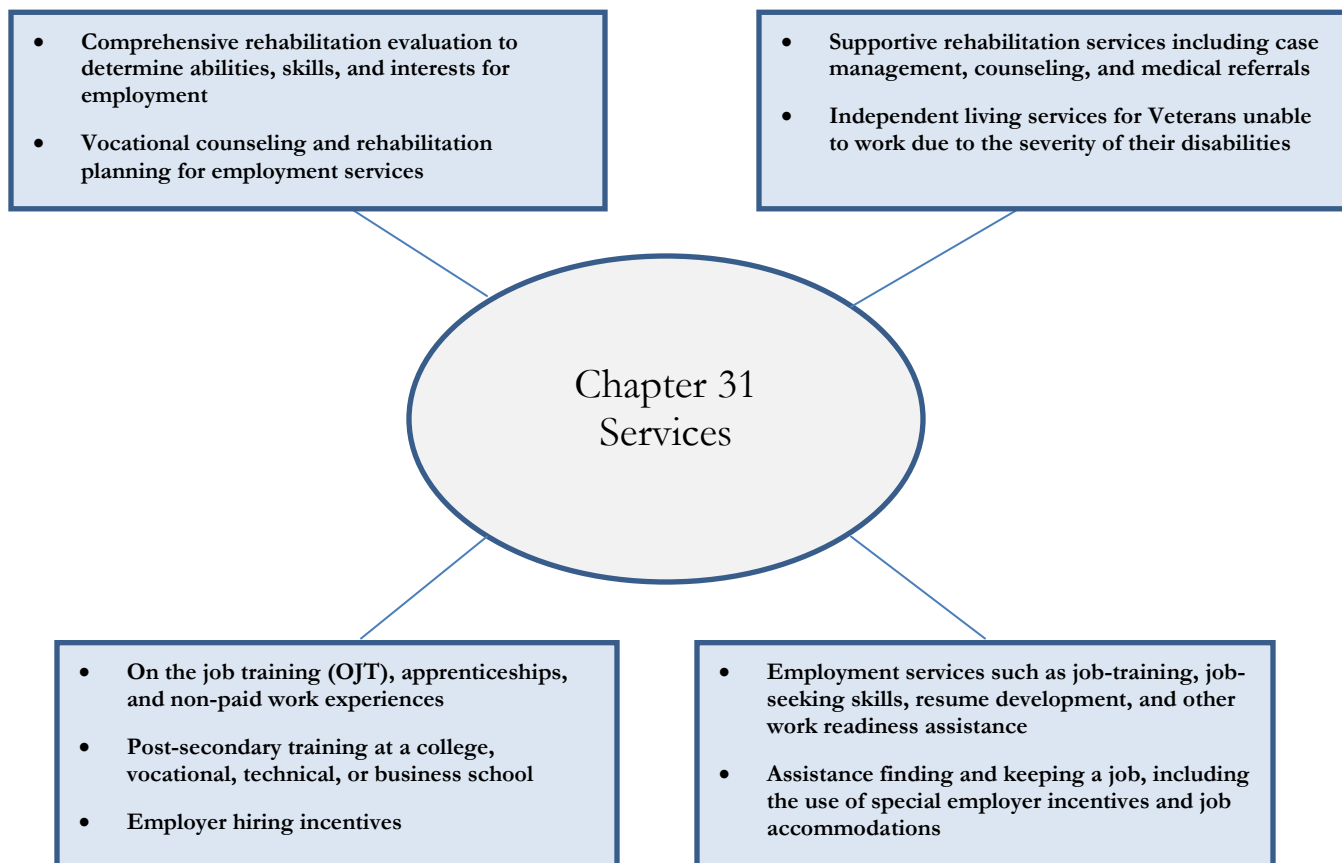 • Comprehensive rehabilitation evaluation to
determine abilities, skills, and interests for
employment
• Vocational counseling and rehabilitation
planning for employment services
• Supportive rehabilitation services including case
management, counseling, and medical referrals
• Independent living services for Veterans unable
to work due to the severity of their disabilities
Chapter 31
Services
• On the job training (OJT), apprenticeships,
and non-paid work experiences
• Post-secondary training at a college,
vocational, technical, or business school
• Employer hiring incentives
• Employment services such as job-training, job-
seeking skills, resume development, and other
work readiness assistance
• Assistance finding and keeping a job, including
the use of special employer incentives and job
accommodations